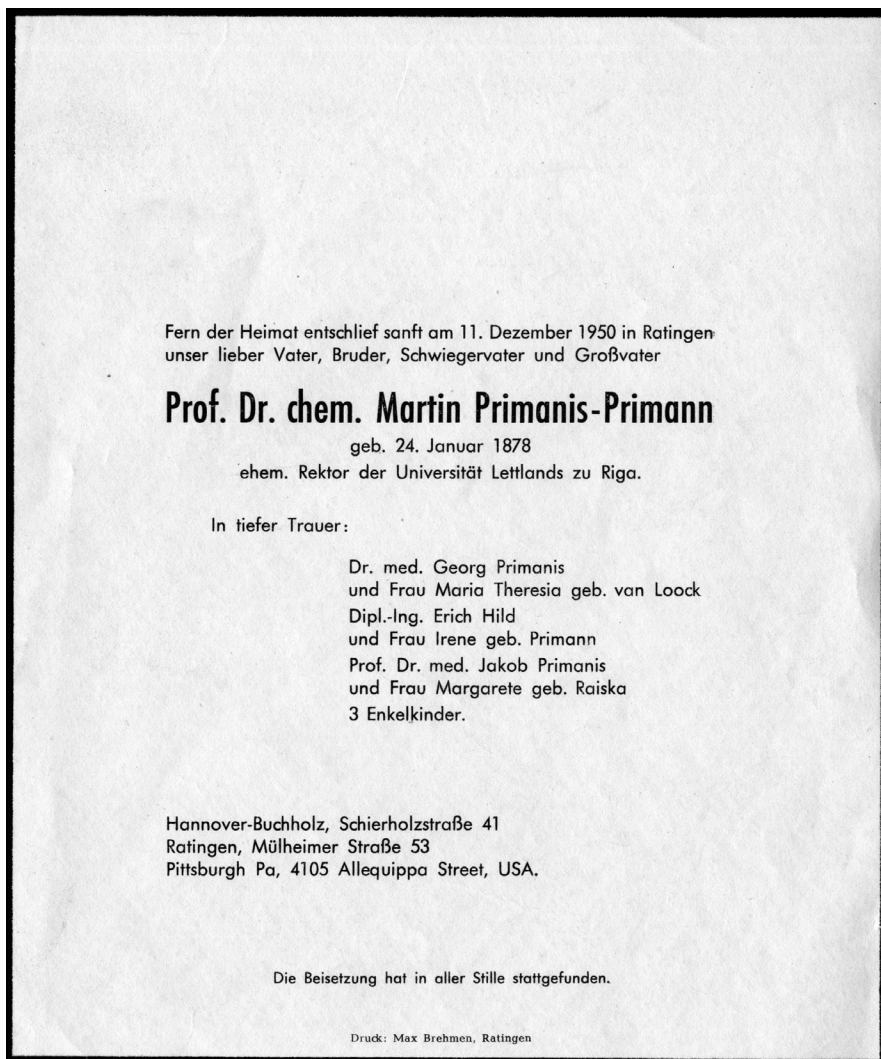 Fern der Heimat entschlief sanft am 11. Dezember 1950 in Ratingen
unser lieber Vater, Bruder, Schwiegervater und Großvater
Prof. Dr. chem. Martin Primanis-Primann
geb. 24. Januar 1878
ehem. Rektor der Universität Lettlands zu Riga.
In tiefer Trauer:
Dr. med. Georg Primanis
und Frau Maria Theresia geb. van Loock
Dipl.-Ing. Erich Hild
und Frau Irene geb. Primann
Prof. Dr. med. Jakob Primanis
und Frau Margarete geb. Raiska
3 Enkelkinder.
Hannover-Buchholz, Schierholzstraße 41
Ratingen, Mülheimer Straße 53
Pittsburgh Pa, 4105 Allequippa Street, USA.
Die Beisetzung hat in aller Stille stattgefunden.
Druck: Max Brehmen, Ratingen